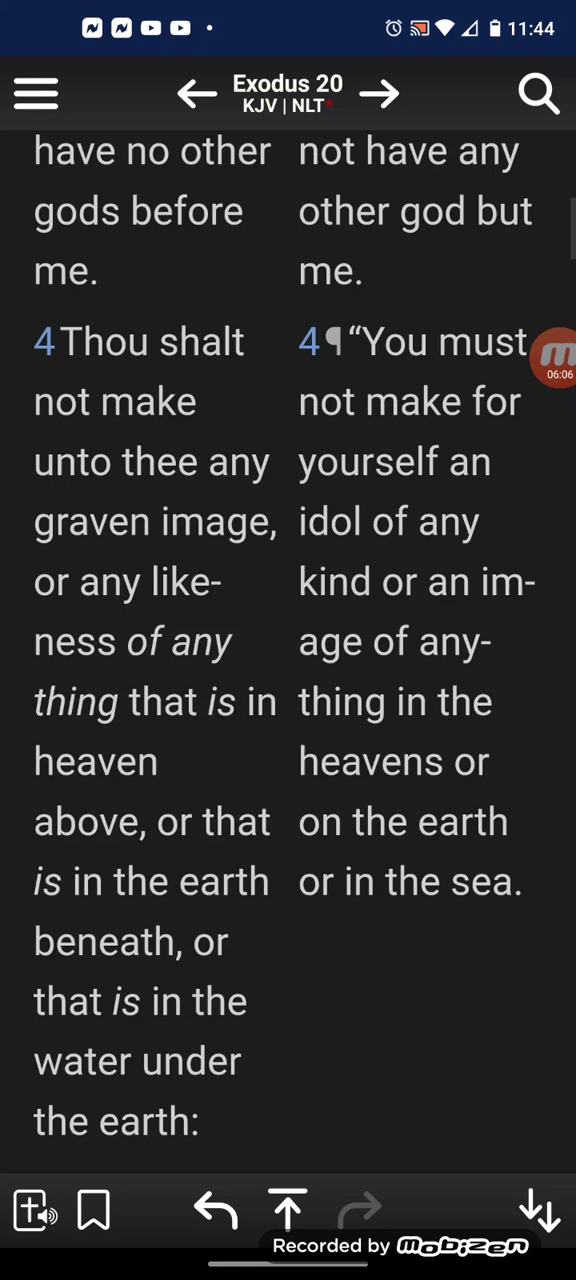 11:44
Exodus 20
KJV | NLT*
have no other
gods before
me.
4 Thou shalt
not make
unto thee any
graven image,
or any like-
ness of any
thing that is in
heaven
above, or that
is in the earth
beneath, or
that is in the
water under
the earth:
not have any
other god but
me.
4 ¶ “You must
not make for
yourself an
idol of any
kind or an im-
age of any-
thing in the
heavens or
on the earth
or in the sea.
06:06
Recorded by mobizen